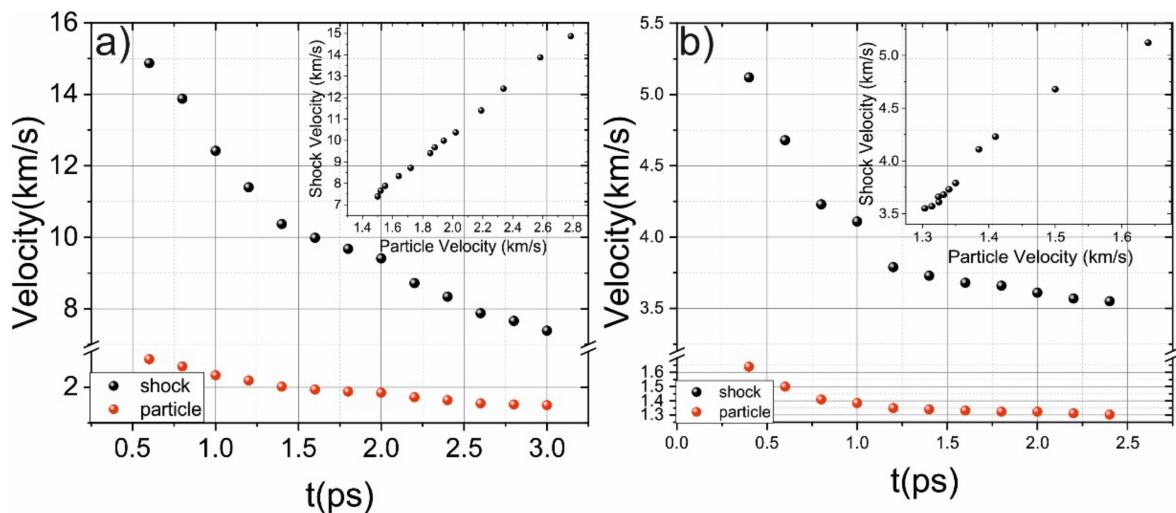 a)
Velocity(km/s)
16
14
12
10
8
2
0.5 1.0 1.5 2.0 2.5 3.0
t(ps)
shock
particle
Shock Velocity (km/s)
15
14
13
12
11
10
9
8
7
1.4 1.6 1.8 2.0 2.2 2.4 2.6 2.8
Particle Velocity (km/s)
b)
Velocity(km/s)
5.5
5.0
4.5
4.0
3.5
1.6
1.5
1.4
1.3
0.0 0.5 1.0 1.5 2.0 2.5
t(ps)
shock
particle
Shock Velocity (km/s)
5.0
4.5
4.0
3.5
1.3 1.4 1.5 1.6
Particle Velocity (km/s)